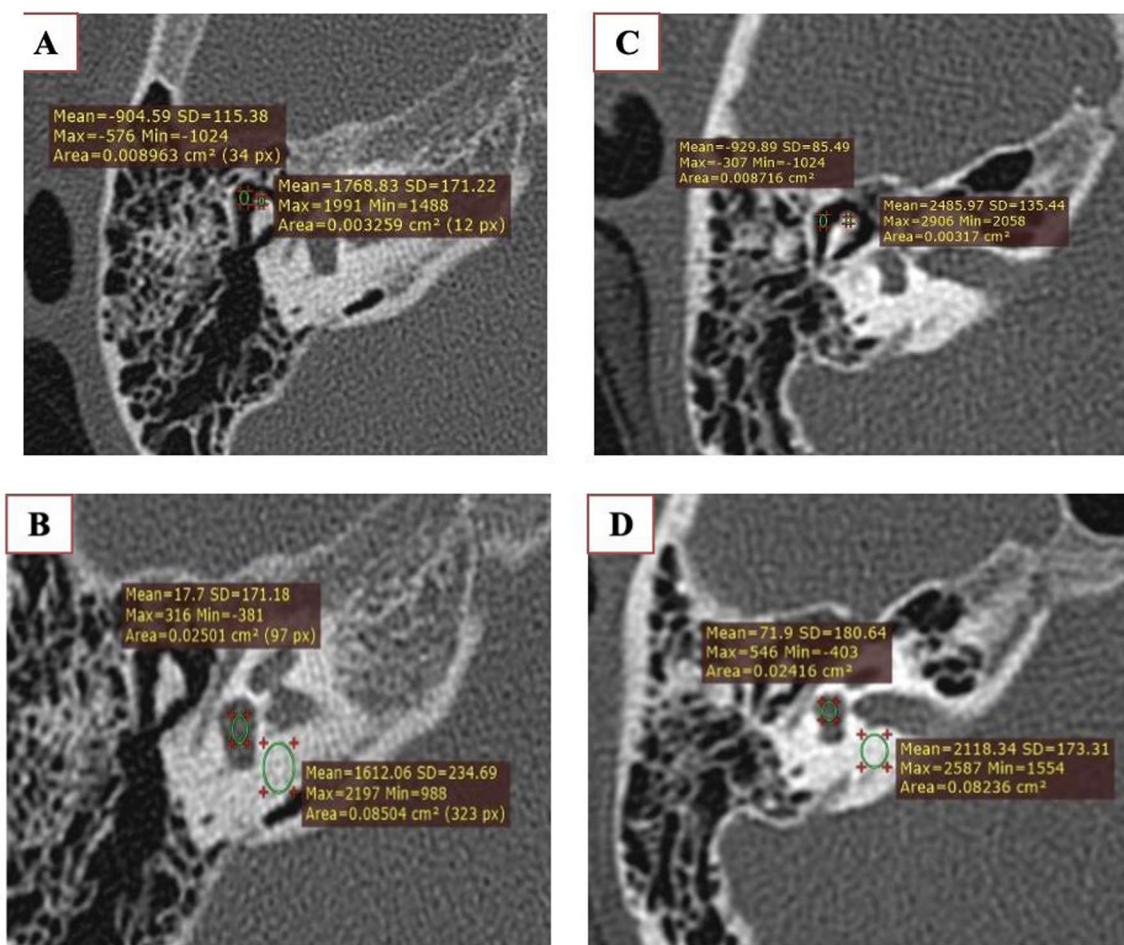 A
Mean=-904.59 SD=115.38
Max=-576 Min=-1024
Area=0.008963 cm² (34 px)
Mean=1768.83 SD=171.22
Max=1991 Min=1488
Area=0.003259 cm² (12 px)
C
Mean=-929.89 SD=85.49
Max=-307 Min=-1024
Area=0.008716 cm²
Mean=2485.97 SD=135.44
Max=2906 Min=2058
Area=0.00317 cm²
B
Mean=17.7 SD=171.18
Max=316 Min=-381
Area=0.02501 cm² (97 px)
Mean=1612.06 SD=234.69
Max=2197 Min=988
Area=0.08504 cm² (323 px)
D
Mean=71.9 SD=180.64
Max=546 Min=-403
Area=0.02416 cm²
Mean=2118.34 SD=173.31
Max=2587 Min=1554
Area=0.08236 cm²